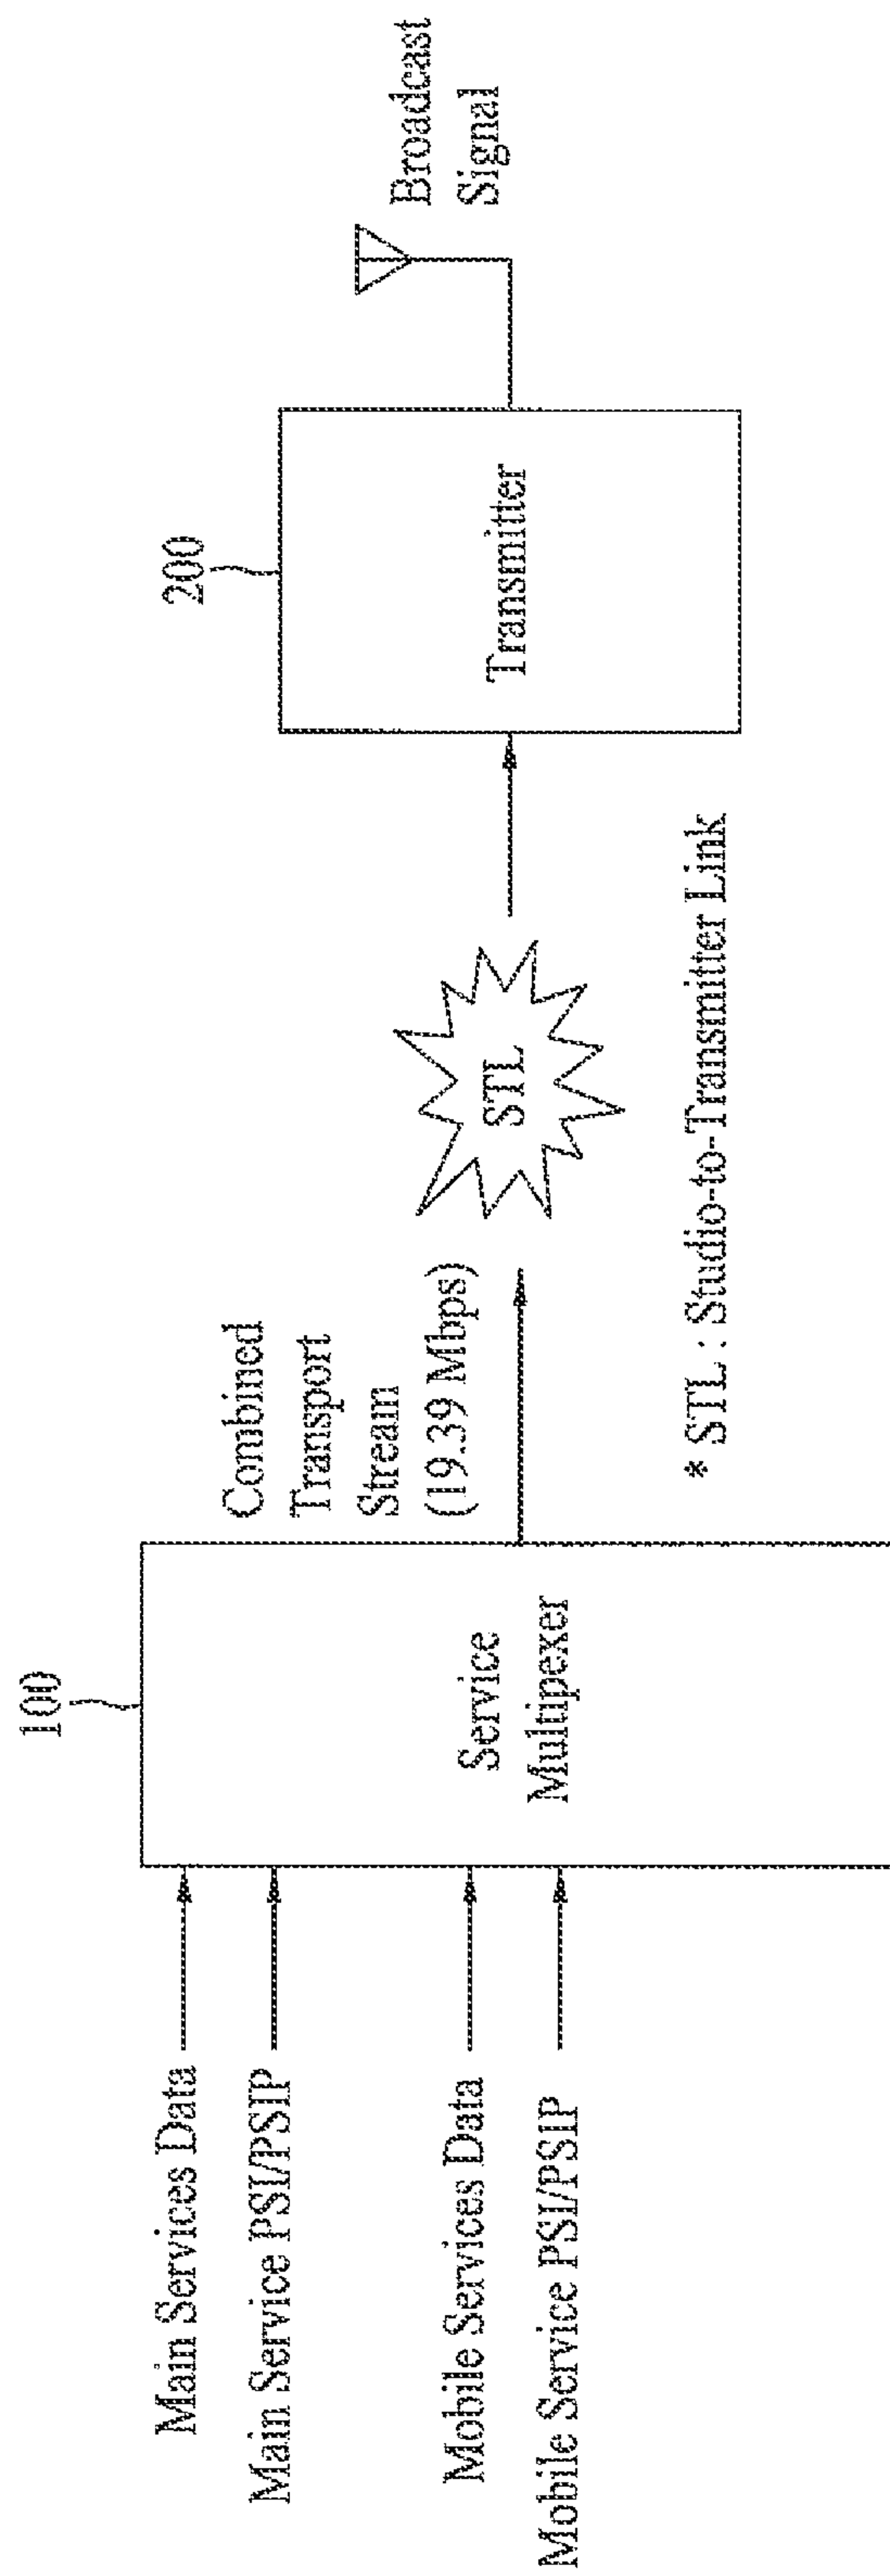 Main Services Data
Main Service PSI/PSIP
Mobile Services Data
Mobile Service PSI/PSIP
100
Service
Multipexer
Combined
Transport
Stream
(19.39 Mbps)
STL
200
Transmitter
Broadcast
Signal
* STL : Studio-to-Transmitter Link